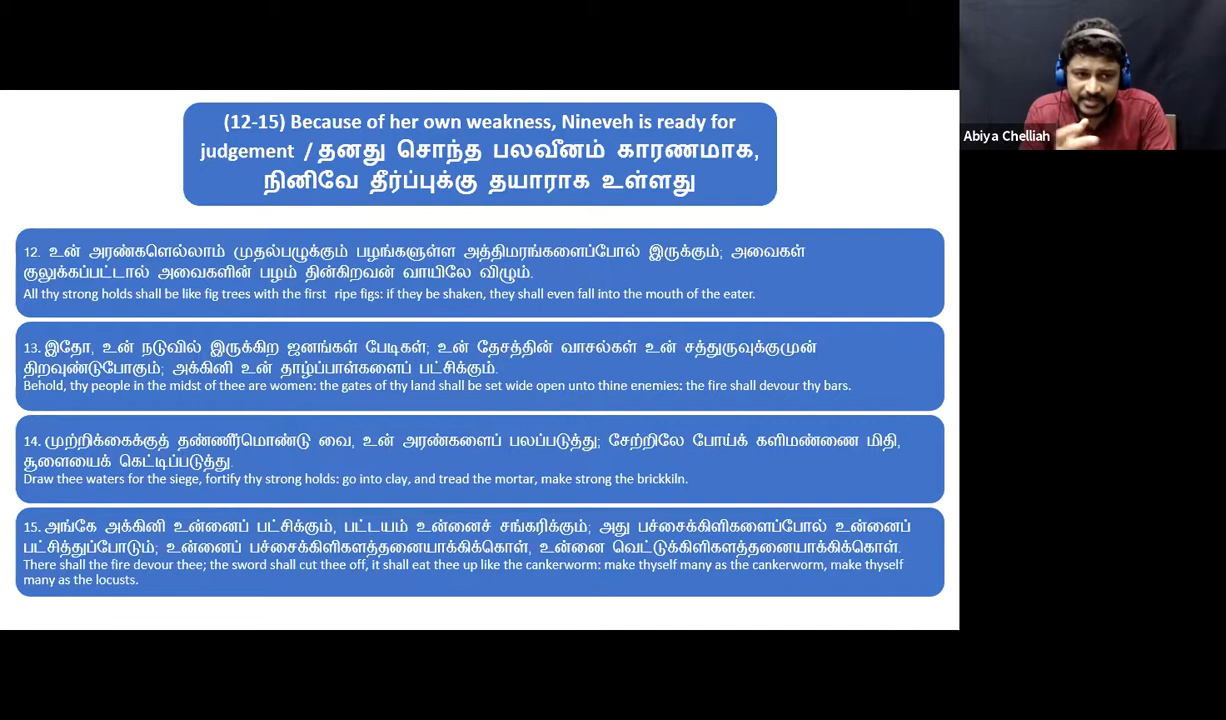 (12-15) Because of her own weakness, Nineveh is ready for
judgement / தனது சொந்த பலவீனம் காரணமாக,
நினிவே தீர்ப்புக்கு தயாராக உள்ளது
Abiya Chelliah
12. உன் அரண்களெல்லாம் முதல்பழுக்கும் பழங்களுள்ள அத்திமரங்களைப்போல் இருக்கும்; அவைகள்
குலுக்கப்பட்டால் அவைகளின் பழம் தின்கிறவன் வாயிலே விழும்.
All thy strong holds shall be like fig trees with the first ripe figs: if they be shaken, they shall even fall into the mouth of the eater.
13. இதோ, உன் நடுவில் இருக்கிற ஜனங்கள் பேடிகள்; உன் தேசத்தின் வாசல்கள் உன் சத்துருவுக்குமுன்
திறவுண்டுபோகும்; அக்கினி உன் தாழ்ப்பாள்களைப் பட்சிக்கும்.
Behold, thy people in the midst of thee are women: the gates of thy land shall be set wide open unto thine enemies: the fire shall devour thy bars.
14. முற்றிக்கைக்குத் தண்ணீர்மொண்டு வை, உன் அரண்களைப் பலப்படுத்து; சேற்றிலே போய்க் களிமண்ணை மிதி,
சூளையைக் கெட்டிப்படுத்து.
Draw thee waters for the siege, fortify thy strong holds: go into clay, and tread the mortar, make strong the brickkiln.
15. அங்கே அக்கினி உன்னைப் பட்சிக்கும், பட்டயம் உன்னைச் சங்கரிக்கும்; அது பச்சைக்கிளிகளைப்போல் உன்னைப்
பட்சித்துப்போடும்; உன்னைப் பச்சைக்கிளிகளத்தனையாக்கிக்கொள், உன்னை வெட்டுக்கிளிகளத்தனையாக்கிக்கொள்.
There shall the fire devour thee; the sword shall cut thee off, it shall eat thee up like the cankerworm: make thyself many as the cankerworm, make thyself
many as the locusts.